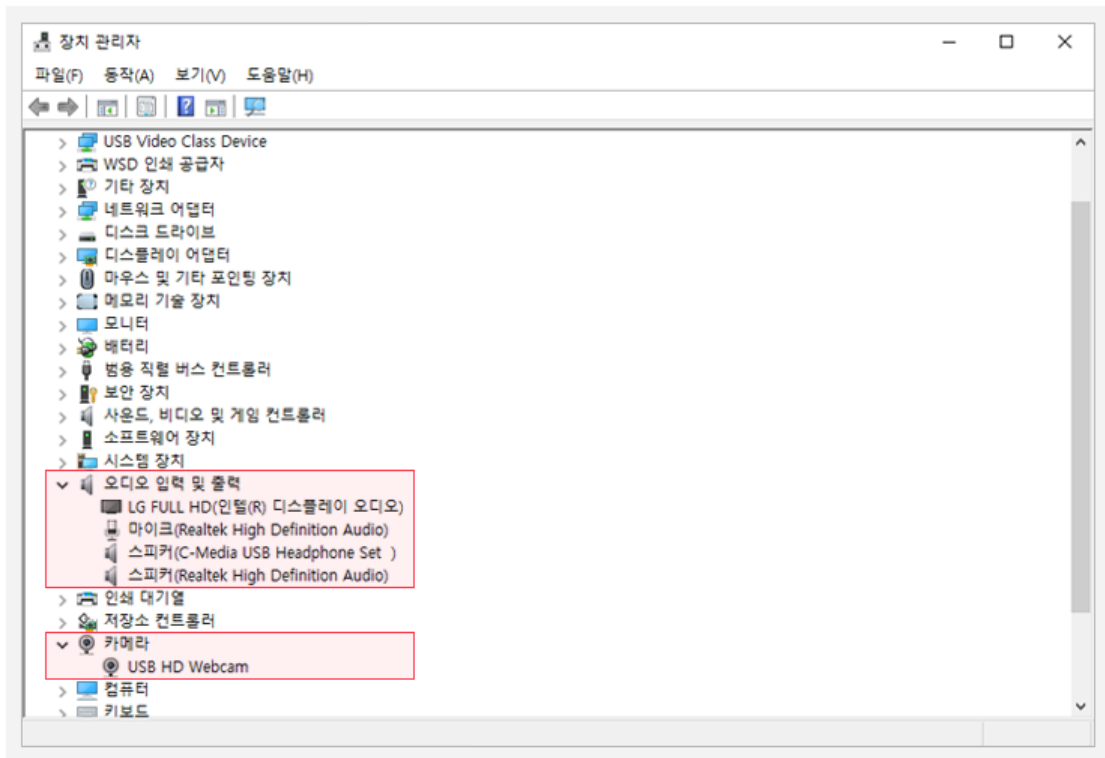 장치 관리자
파일(F) 동작(A) 보기(V) 도움말(H)
USB Video Class Device
WSD 인쇄 공급자
기타 장치
네트워크 어댑터
디스크 드라이브
디스플레이 어댑터
마우스 및 기타 포인팅 장치
메모리 기술 장치
모니터
배터리
범용 직렬 버스 컨트롤러
보안 장치
사운드, 비디오 및 게임 컨트롤러
소프트웨어 장치
시스템 장치
오디오 입력 및 출력
LG FULL HD(인텔(R) 디스플레이 오디오)
마이크(Realtek High Definition Audio)
스피커(C-Media USB Headphone Set )
스피커(Realtek High Definition Audio)
인쇄 대기열
저장소 컨트롤러
카메라
USB HD Webcam
컴퓨터
키보드